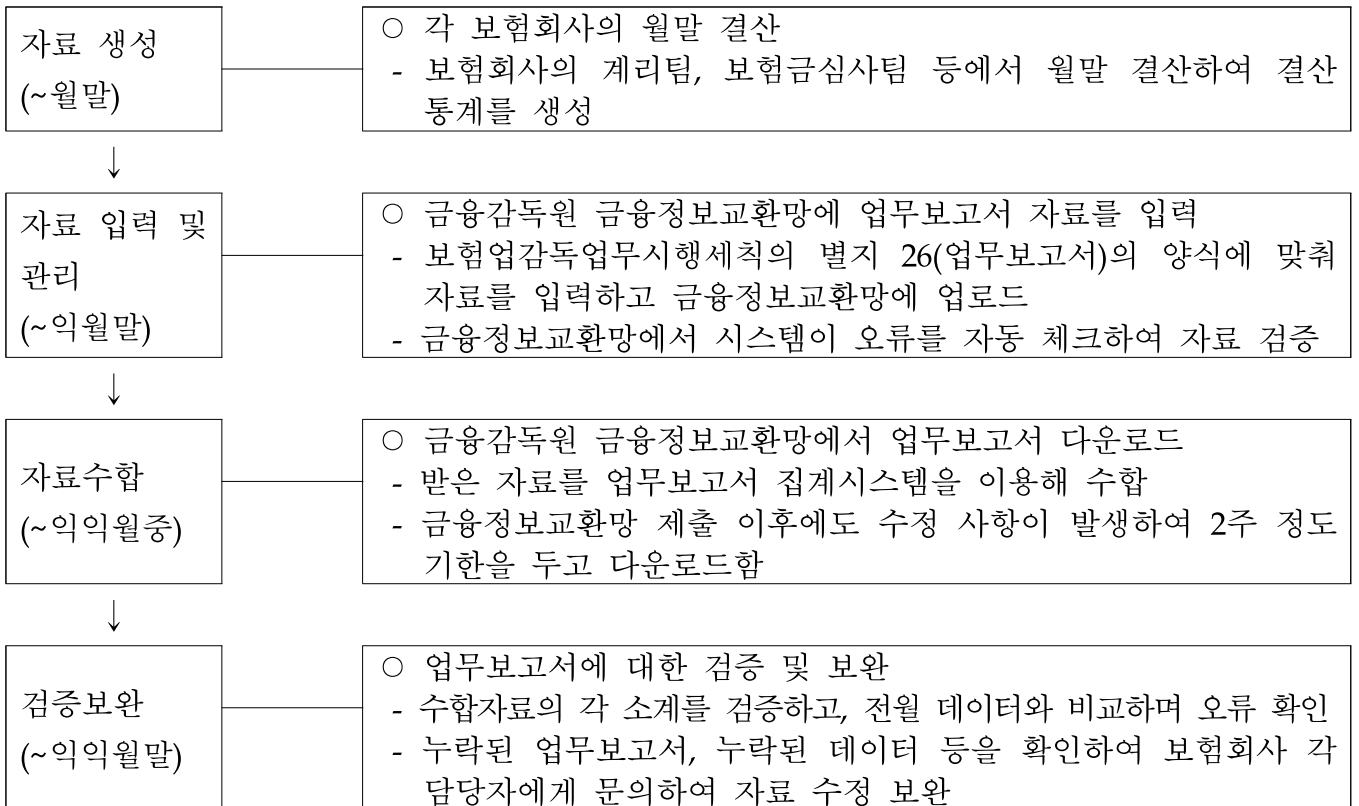 자료 생성
(~월말)
○ 각 보험회사의 월말 결산
- 보험회사의 계리팀, 보험금심사팀 등에서 월말 결산하여 결산
통계를 생성
↓
자료 입력 및
관리
(~익월말)
○ 금융감독원 금융정보교환망에 업무보고서 자료를 입력
- 보험업감독업무시행세칙의 별지 26(업무보고서)의 양식에 맞춰
자료를 입력하고 금융정보교환망에 업로드
- 금융정보교환망에서 시스템이 오류를 자동 체크하여 자료 검증
↓
자료수합
(~익익월중)
○ 금융감독원 금융정보교환망에서 업무보고서 다운로드
- 받은 자료를 업무보고서 집계시스템을 이용해 수합
- 금융정보교환망 제출 이후에도 수정 사항이 발생하여 2주 정도
기한을 두고 다운로드함
↓
검증보완
(~익익월말)
○ 업무보고서에 대한 검증 및 보완
- 수합자료의 각 소계를 검증하고, 전월 데이터와 비교하며 오류 확인
- 누락된 업무보고서, 누락된 데이터 등을 확인하여 보험회사 각
담당자에게 문의하여 자료 수정 보완